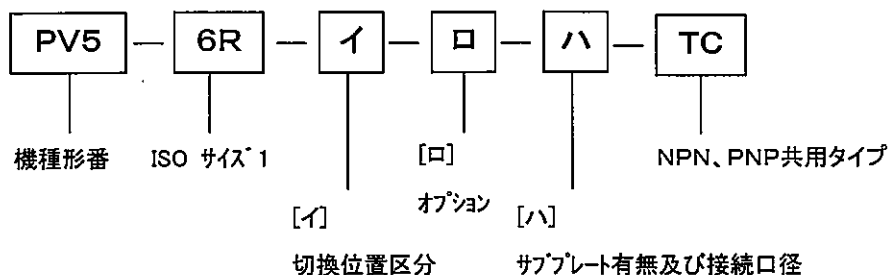 PV5 － 6R － イ － ロ － ハ － TC
機種形番 ISO サイズ1 NPN、PNP共用タイプ
[ロ]
オプション
[イ] [ハ]
切換位置区分 サブプレート有無及び接続口径